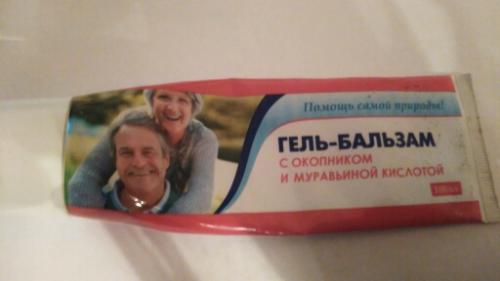 Помощь самой природы!
ГЕЛЬ-БАЛЬЗАМ
С ОКОПНИКОМ
И МУРАВЬИНОЙ КИСЛОТОЙ